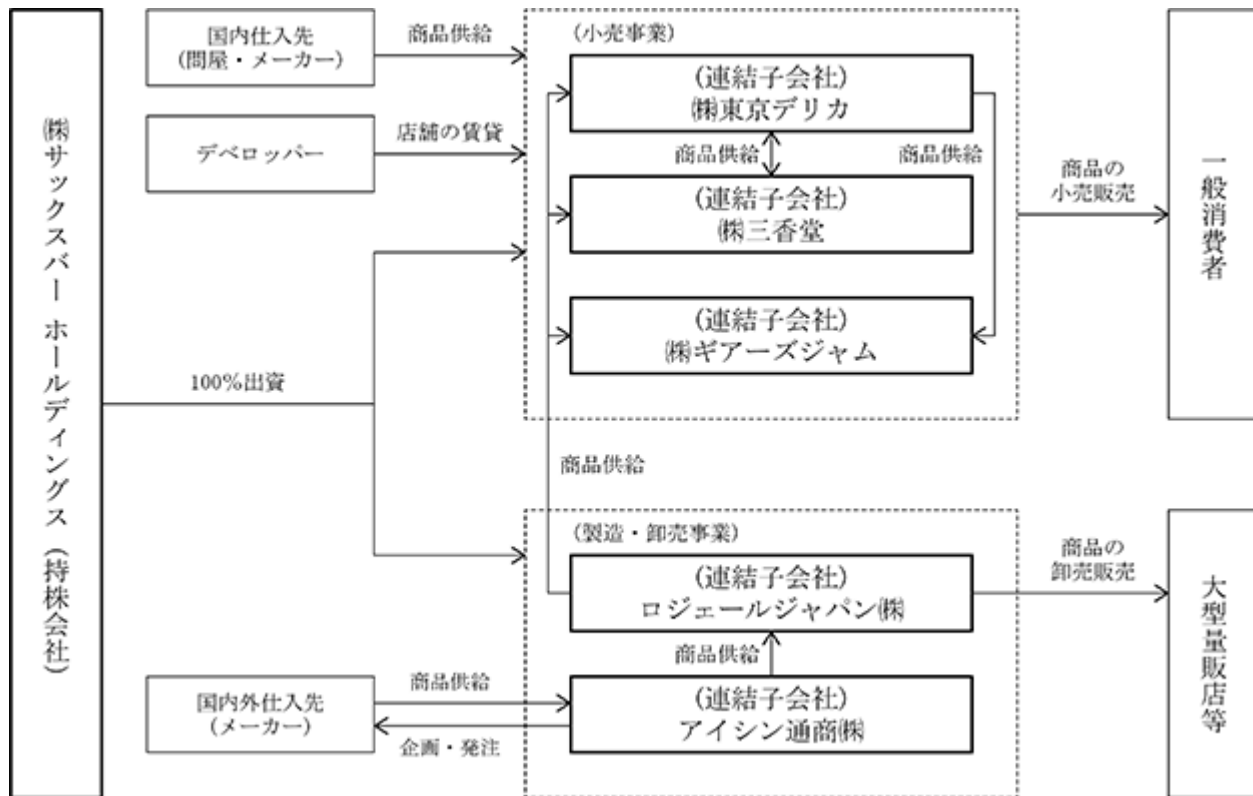 ㈱サックスバー ホールディングス（持株会社）
国内仕入先
(問屋・メーカー)
商品供給
デベロッパー
店舗の賃貸
100%出資
(小売事業)
(連結子会社)
㈱東京デリカ
商品供給
商品供給
(連結子会社)
㈱三香堂
(連結子会社)
㈱ギアーズジャム
商品の
小売販売
一般消費者
商品供給
(製造・卸売事業)
(連結子会社)
ロジェールジャパン㈱
商品供給
(連結子会社)
アイシン通商㈱
商品の
卸売販売
大型量販店等
国内外仕入先
(メーカー)
商品供給
企画・発注